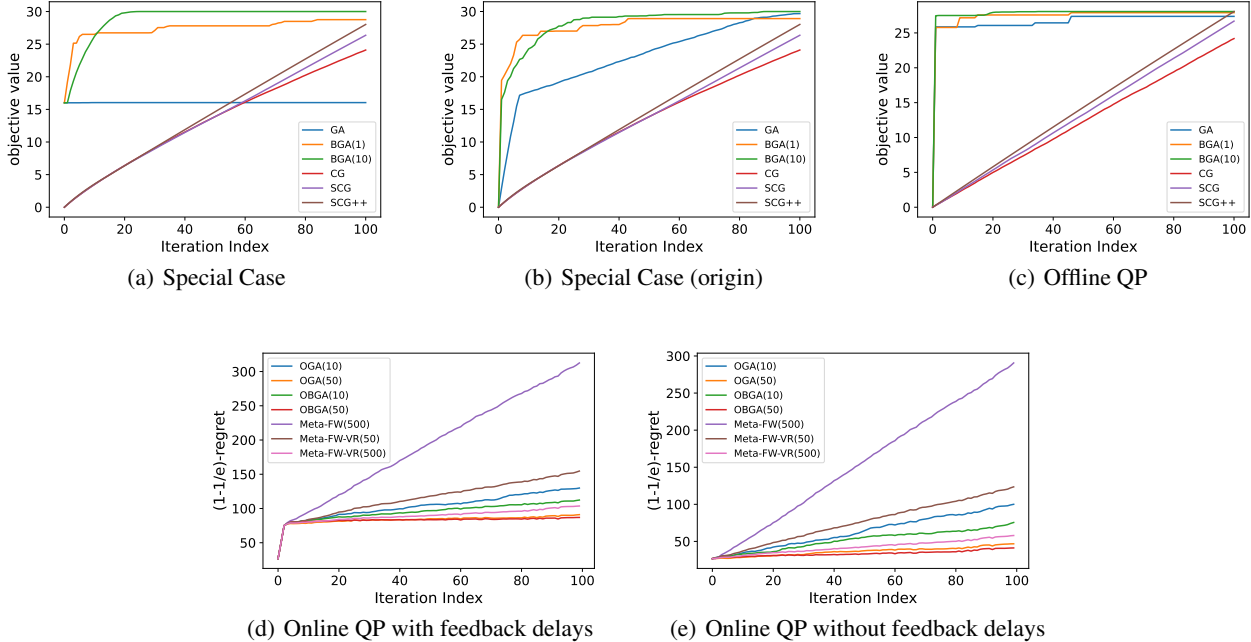 30
25
20
15
10
5
0
objective value
GA
BGA(1)
BGA(10)
CG
SCG
SCG++
0 20 40 60 80 100
Iteration Index
(a) Special Case
30
25
20
15
10
5
0
objective value
GA
BGA(1)
BGA(10)
CG
SCG
SCG++
0 20 40 60 80 100
Iteration Index
(b) Special Case (origin)
25
20
15
10
5
0
objective value
GA
BGA(1)
BGA(10)
CG
SCG
SCG++
0 20 40 60 80 100
Iteration Index
(c) Offline QP
300
250
200
150
100
50
(1-1/e)-regret
OGA(10)
OGA(50)
OBGA(10)
OBGA(50)
Meta-FW(500)
Meta-FW-VR(50)
Meta-FW-VR(500)
0 20 40 60 80 100
Iteration Index
(d) Online QP with feedback delays
300
250
200
150
100
50
(1-1/e)-regret
OGA(10)
OGA(50)
OBGA(10)
OBGA(50)
Meta-FW(500)
Meta-FW-VR(50)
Meta-FW-VR(500)
0 20 40 60 80 100
Iteration Index
(e) Online QP without feedback delays